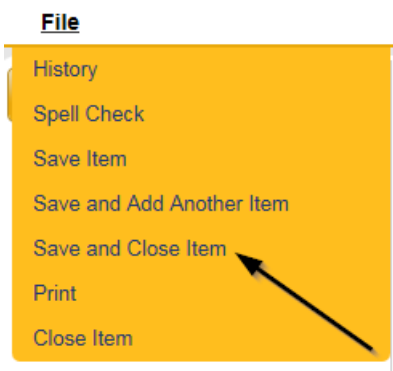 File
History
Spell Check
Save Item
Save and Add Another Item
Save and Close Item
Print
Close Item